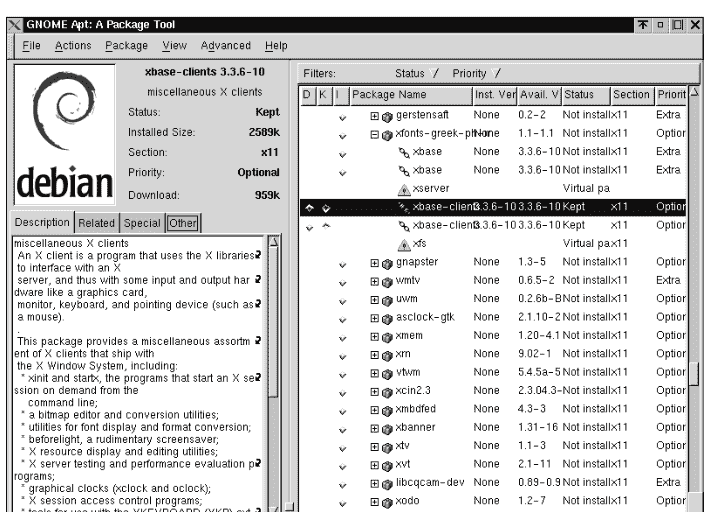 GNOME Apt: A Package Tool
File Actions Package View Advanced Help
debian
xbase-clients 3.3.6-10
miscellaneous X clients
Status: Kept
Installed Size: 2589k
Section: x11
Priority: Optional
Download: 959k
Description Related Special Other
miscellaneous X clients
An X client is a program that uses the X libraries
to interface with an X
server, and thus with some input and output har
dware like a graphics card,
monitor, keyboard, and pointing device (such as
a mouse).
.
This package provides a miscellaneous assortm
ent of X clients that ship with
the X Window System, including:
* xinit and startx, the programs that start an X se
ssion on demand from the
command line;
* a bitmap editor and conversion utilities;
* utilities for font display and format conversion;
* beforelight, a rudimentary screensaver;
* X resource display and editing utilities;
* X server testing and performance evaluation p
rograms;
* graphical clocks (xclock and oclock);
* X session access control programs;
* tools for use with the XKEYBOARD (XKB) ext
Filters: Status / Priority /
D K I Package Name Inst. Ver Avail. V Status Section Priorit
gerstensaft None 0.2-2 Not install x11 Extra
xfonts-greek-ph None 1.1-1.1 Not install x11 Option
xbase None 3.3.6-10 Not install x11 Extra
xbase None 3.3.6-10 Not install x11 Extra
xserver Virtual pa
xbase-clients 3.3.6-10 3.3.6-10 Kept x11 Option
xbase-clients 3.3.6-10 3.3.6-10 Kept x11 Option
xfs Virtual pa x11
gnapster None 1.3-5 Not install x11 Option
wmtv None 0.6.5-2 Not install x11 Extra
uwm None 0.2.6b-B Not install x11 Option
asclock-gtk None 2.1.10-2 Not install x11 Option
xmem None 1.20-4.1 Not install x11 Option
xrn None 9.02-1 Not install x11 Option
vtwm None 5.4.5a-5 Not install x11 Option
xcin2.3 None 2.3.04.3- Not install x11 Option
xmbdfed None 4.3-3 Not install x11 Option
xbanner None 1.31-16 Not install x11 Option
xtv None 1.1-3 Not install x11 Option
xvt None 2.1-11 Not install x11 Option
libcqcam-dev None 0.89-0.9 Not install x11 Extra
xodo None 1.2-7 Not install x11 Option